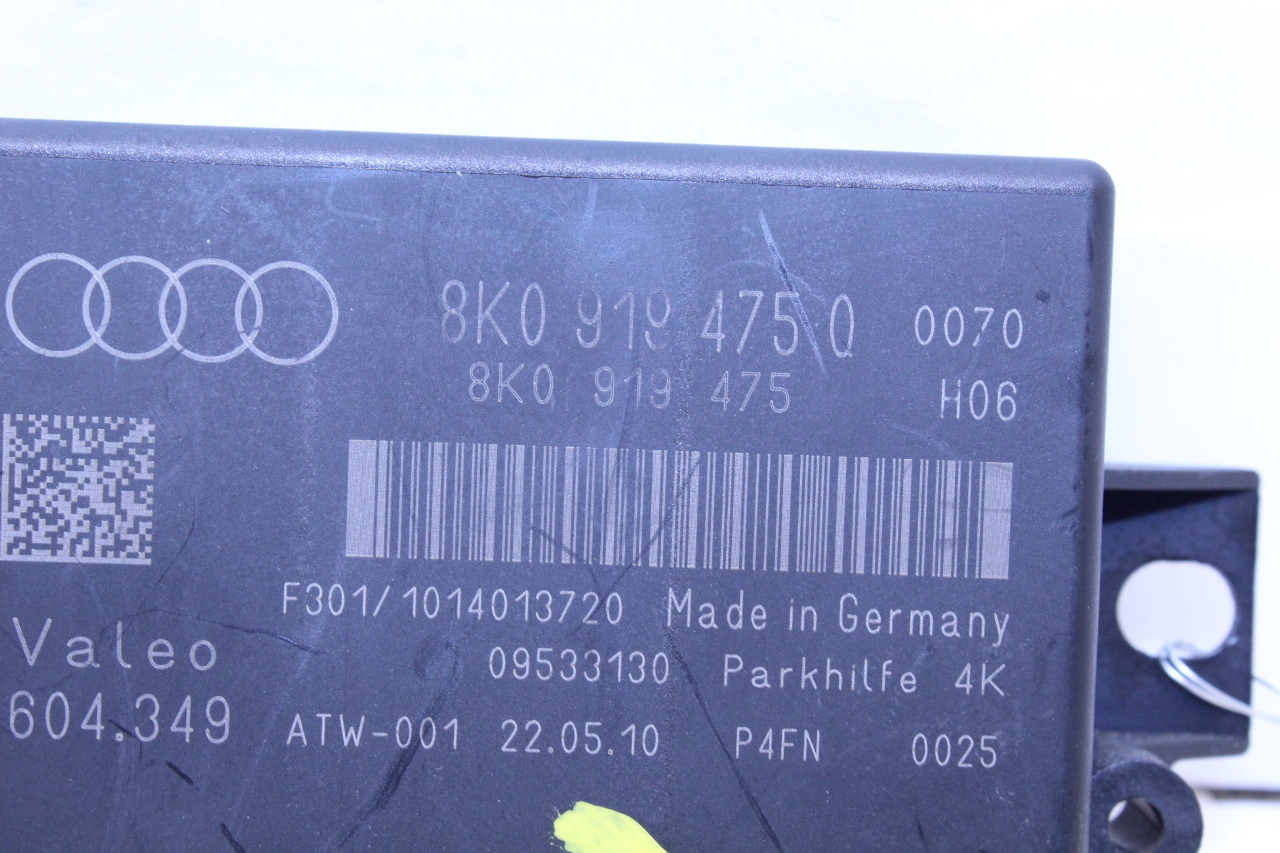 8K0 919 475 Q 0070
8K0 919 475 H06
F301/1014013720 Made in Germany
Valeo 09533130 Parkhilfe 4K
604.349 ATW-001 22.05.10 P4FN 0025